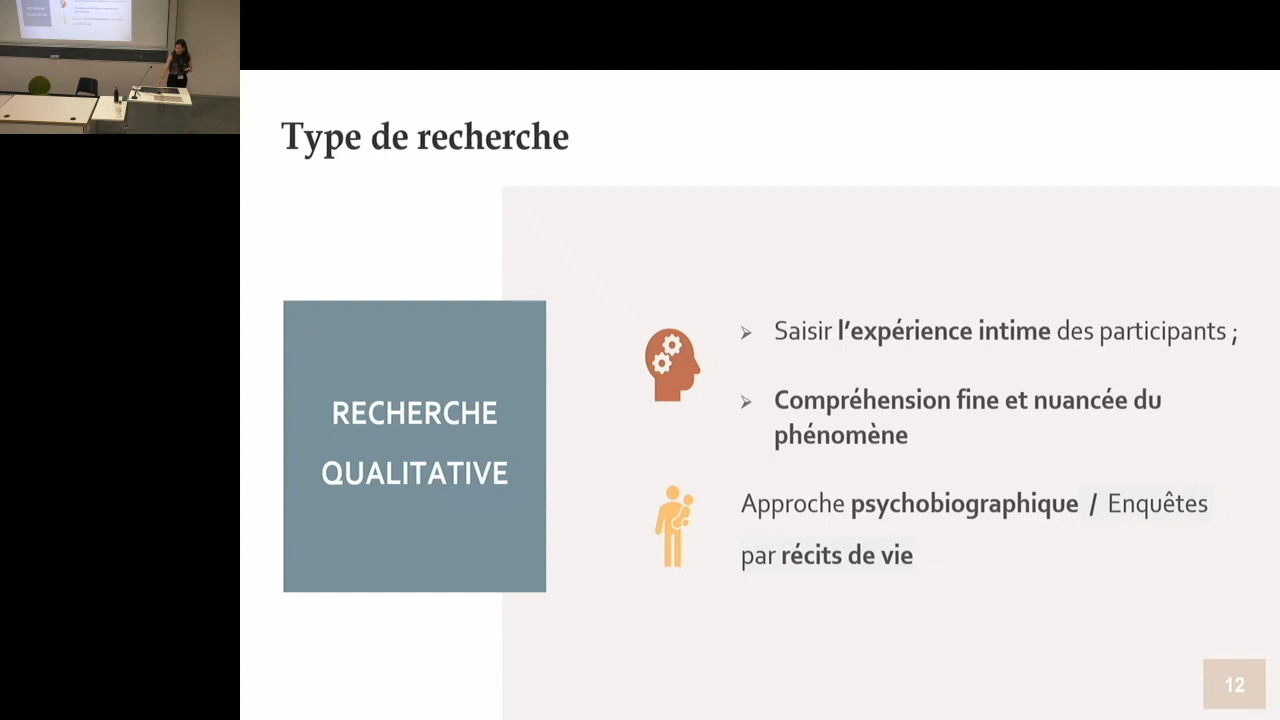 Type de recherche
RECHERCHE
QUALITATIVE
➢ Saisir l'expérience intime des participants ;
➢ Compréhension fine et nuancée du
phénomène
Approche psychobiographique / Enquêtes
par récits de vie
12